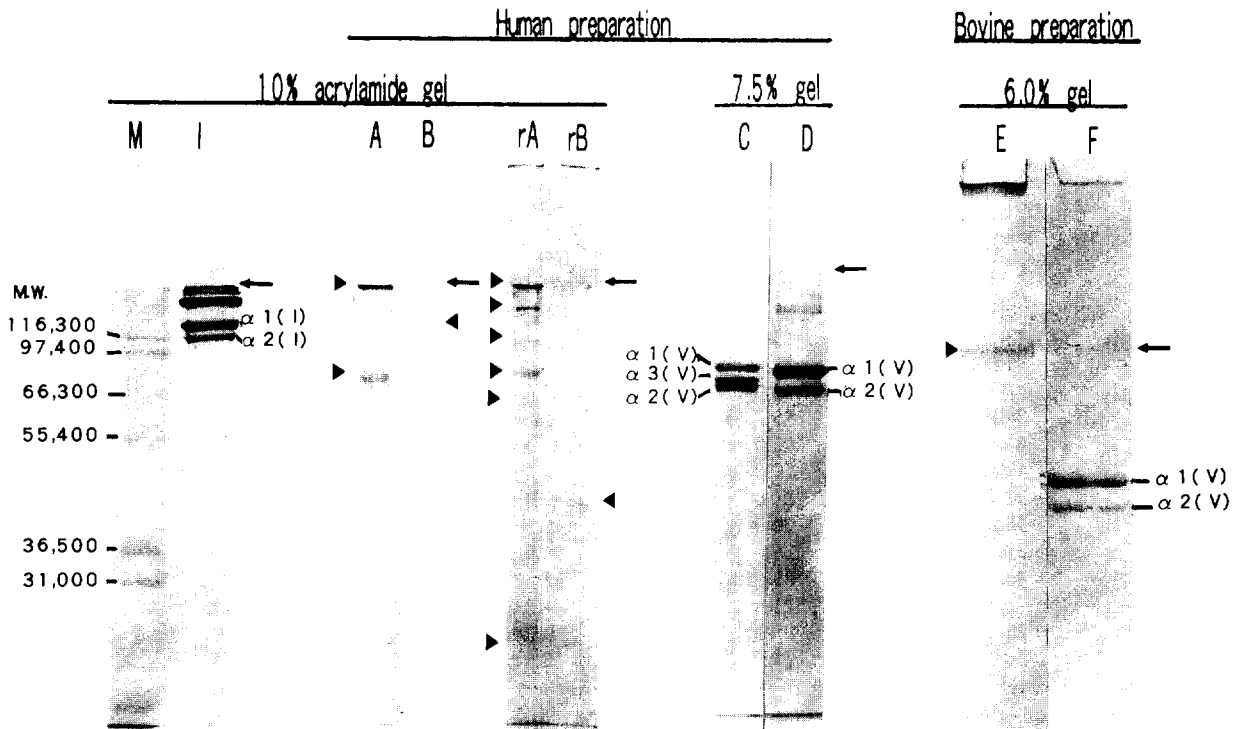 Human preparation Bovine preparation
10% acrylamide gel 7.5% gel 6.0% gel
M I A B rA rB C D E F
M.W.
116,300
97,400
66,300
55,400
36,500
31,000
α 1 ( I )
α 2 ( I )
α 1 ( V )
α 3 ( V )
α 2 ( V )
α 1 ( V )
α 2 ( V )
α 1 ( V )
α 2 ( V )